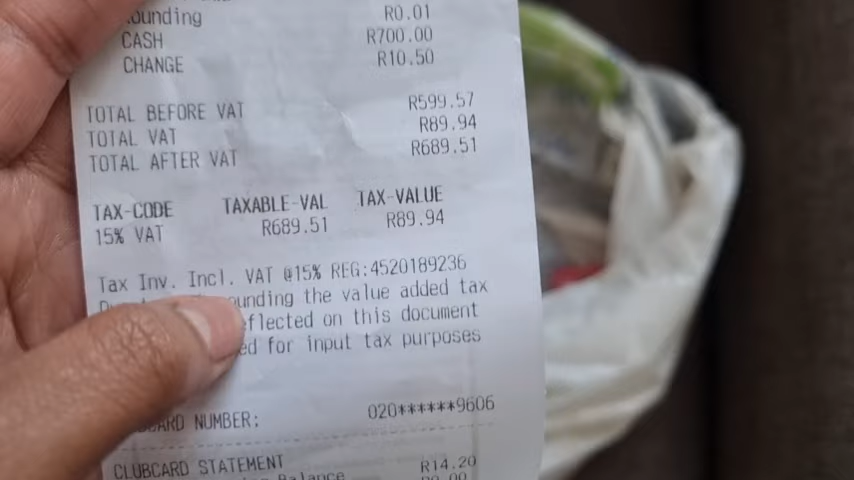 ounding R0.01
CASH R700.00
CHANGE R10.50
TOTAL BEFORE VAT R599.57
TOTAL VAT R89.94
TOTAL AFTER VAT R689.51
TAX-CODE TAXABLE-VAL TAX-VALUE
15% VAT R689.51 R89.94
Tax Inv. Incl. VAT @15% REG:4520189236
ounding the value added tax
eflected on this document
ed for input tax purposes
CARD NUMBER: 020******9606
CLUBCARD STATEMENT
Balance R14.20